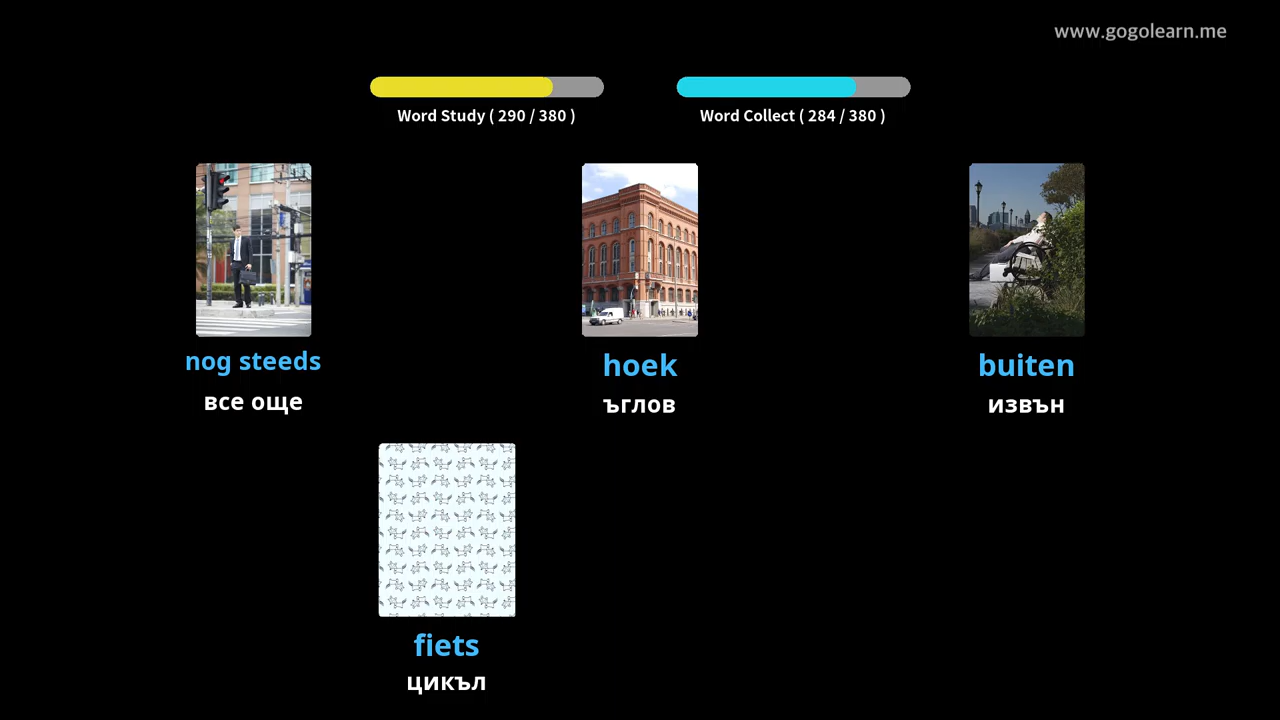 www.gogolearn.me
Word Study ( 290 / 380 )
Word Collect ( 284 / 380 )
nog steeds
все още
hoek
ъглов
buiten
извън
fiets
цикъл